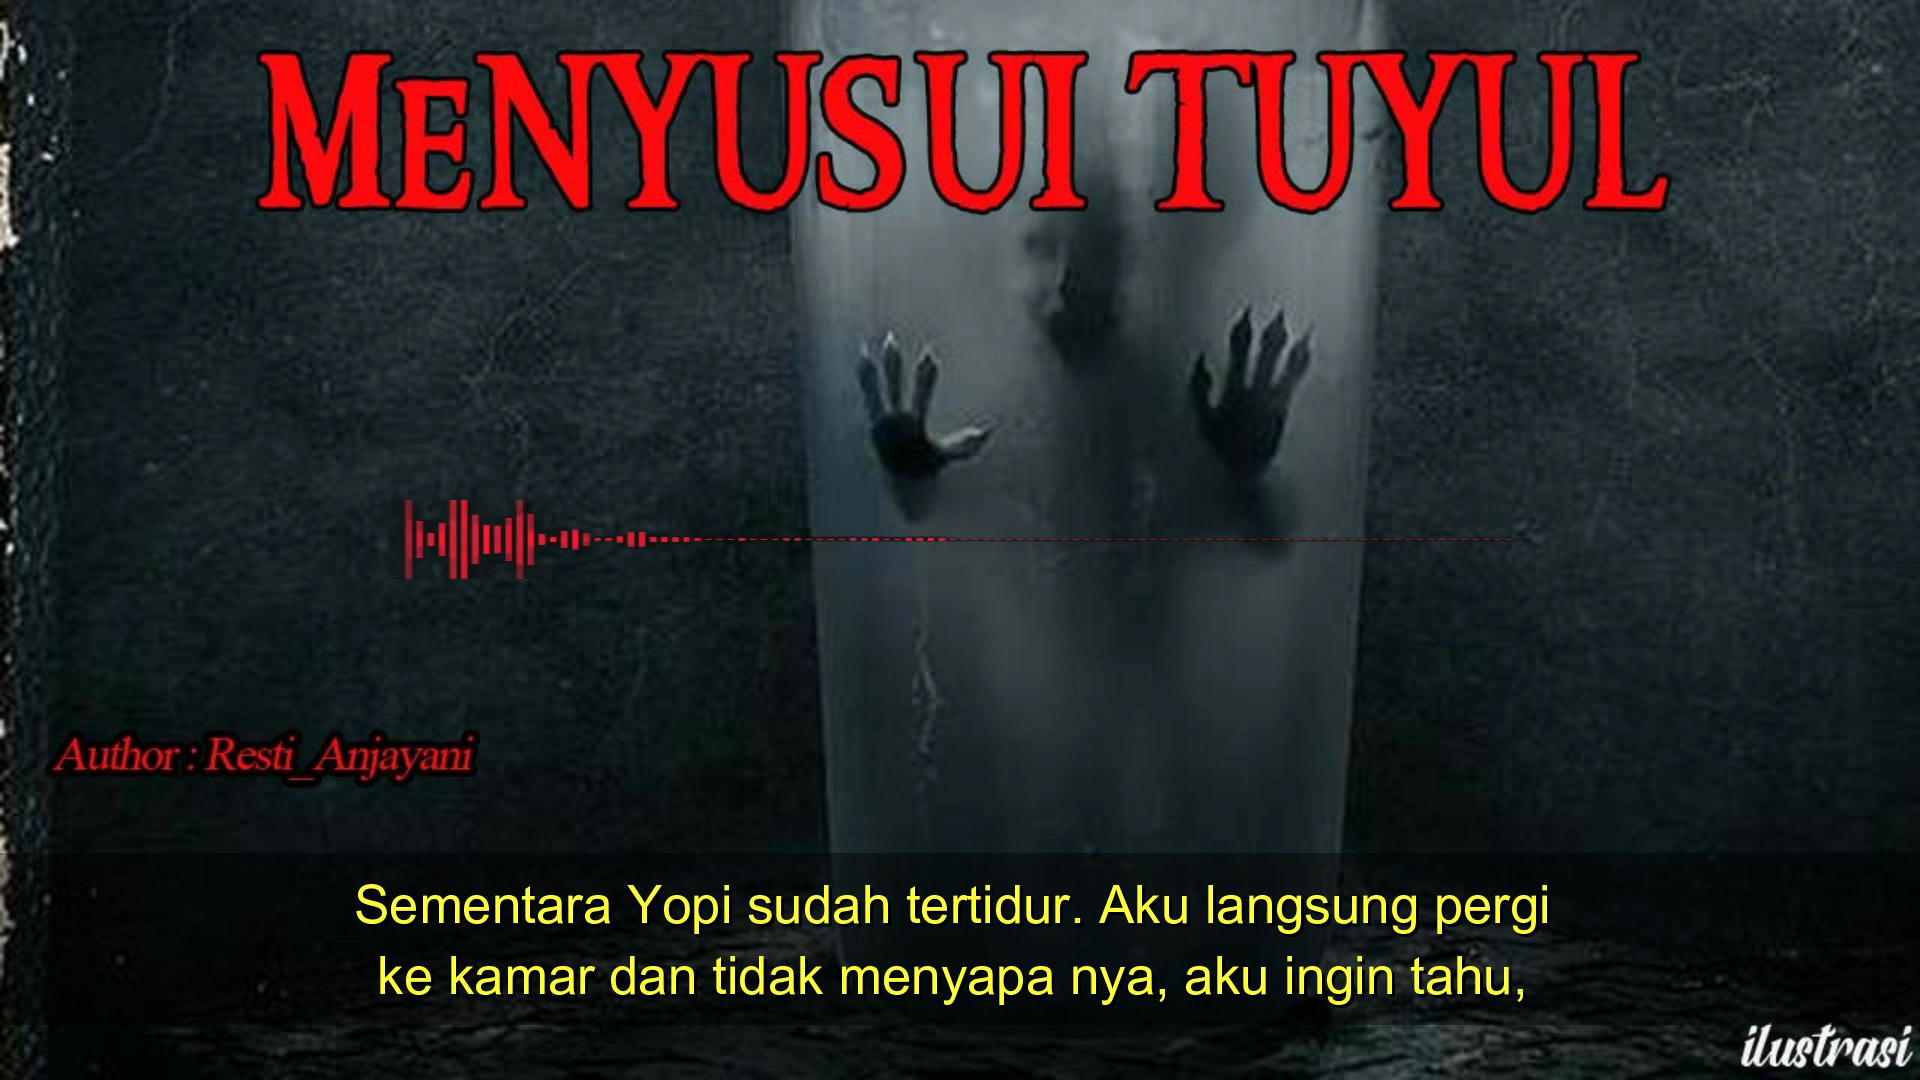 MeNYUSUI TUYUL
Author : Resti_Anjayani
Sementara Yopi sudah tertidur. Aku langsung pergi
ke kamar dan tidak menyapa nya, aku ingin tahu,
ilustrasi